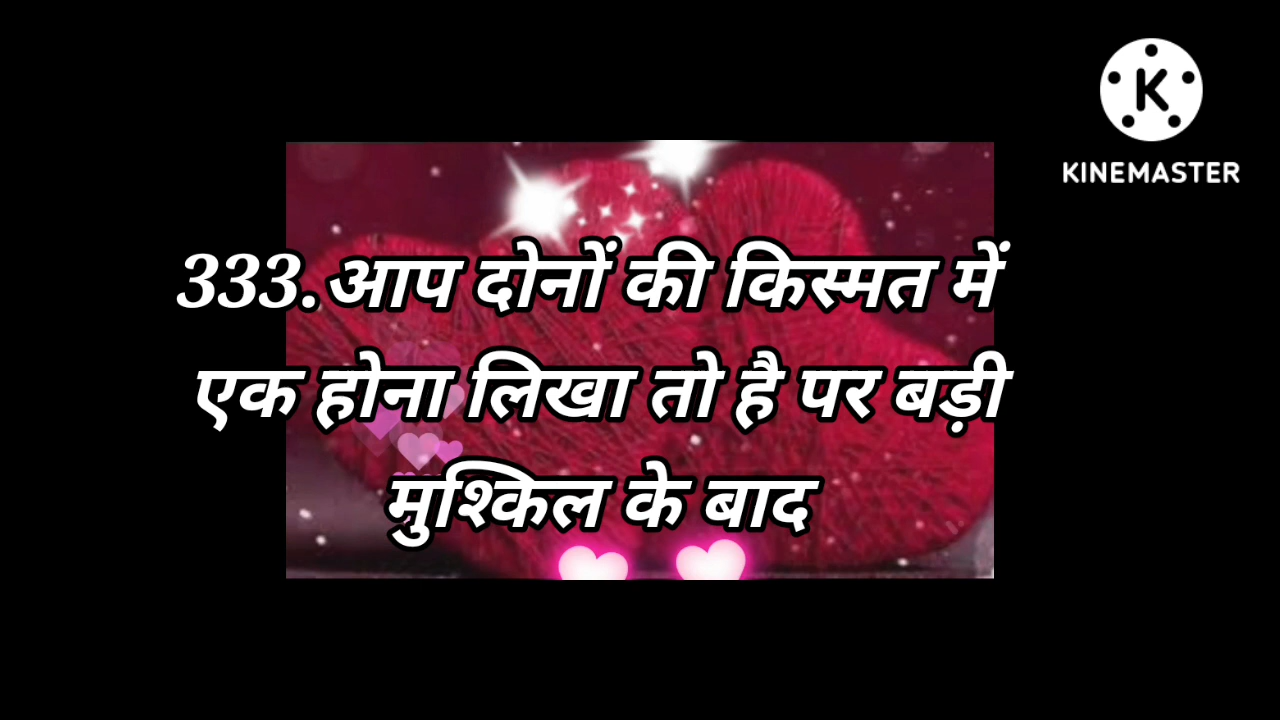 KINEMASTER
333.आप दोनों की किस्मत में
एक होना लिखा तो है पर बड़ी
मुश्किल के बाद